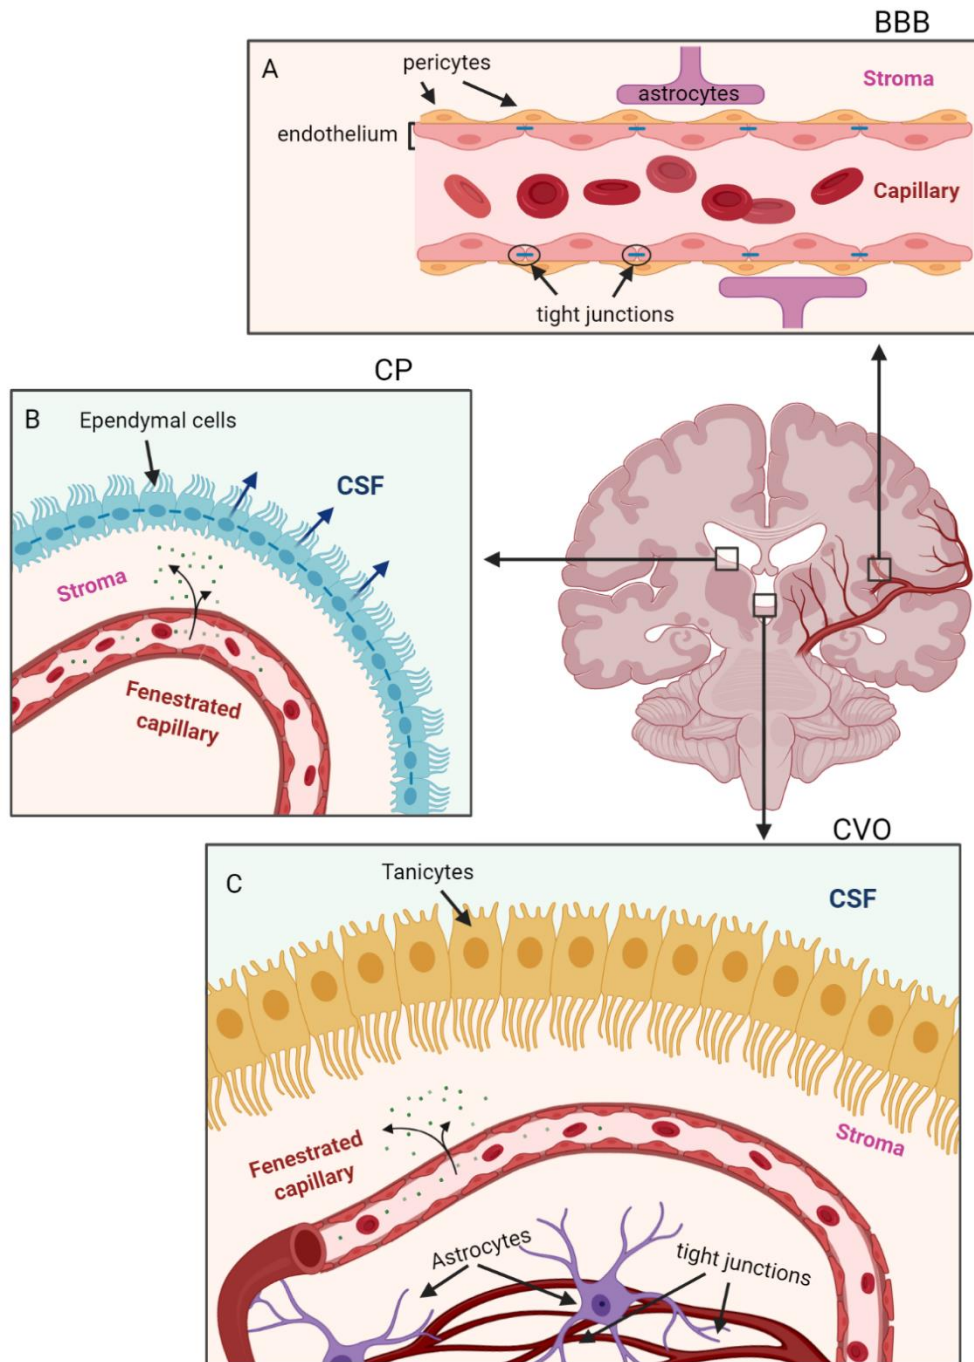 BBB
A
pericytes
astrocytes
Stroma
endothelium
Capillary
tight junctions
CP
B
Ependymal cells
CSF
Stroma
Fenestrated
capillary
CVO
C
Tanicytes
CSF
Stroma
Fenestrated
capillary
Astrocytes
tight junctions